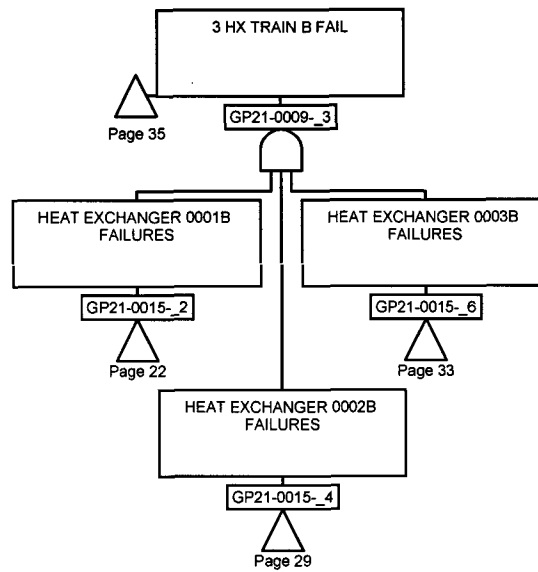 3 HX TRAIN B FAIL
Page 35
GP21-0009-_3
HEAT EXCHANGER 0001B
FAILURES
GP21-0015-_2
Page 22
HEAT EXCHANGER 0003B
FAILURES
GP21-0015-_6
Page 33
HEAT EXCHANGER 0002B
FAILURES
GP21-0015-_4
Page 29